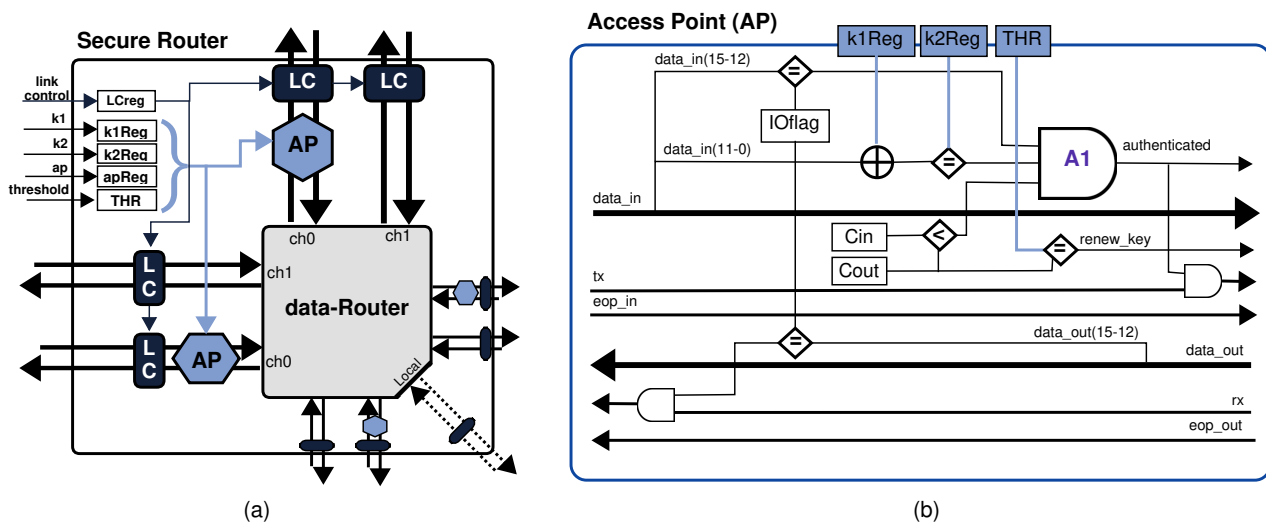 Secure Router
link
control
LCreg
k1
k1Reg
k2
k2Reg
ap
apReg
threshold
THR
LC
LC
AP
ch0
ch1
L
C
ch1
data-Router
L
C
AP
ch0
Local
(a)
Access Point (AP)
k1Reg
k2Reg
THR
data_in(15-12)
=
IOflag
data_in(11-0)
=
A1
authenticated
data_in
Cin
<
Cout
=
renew_key
tx
eop_in
=
data_out(15-12)
data_out
rx
eop_out
(b)